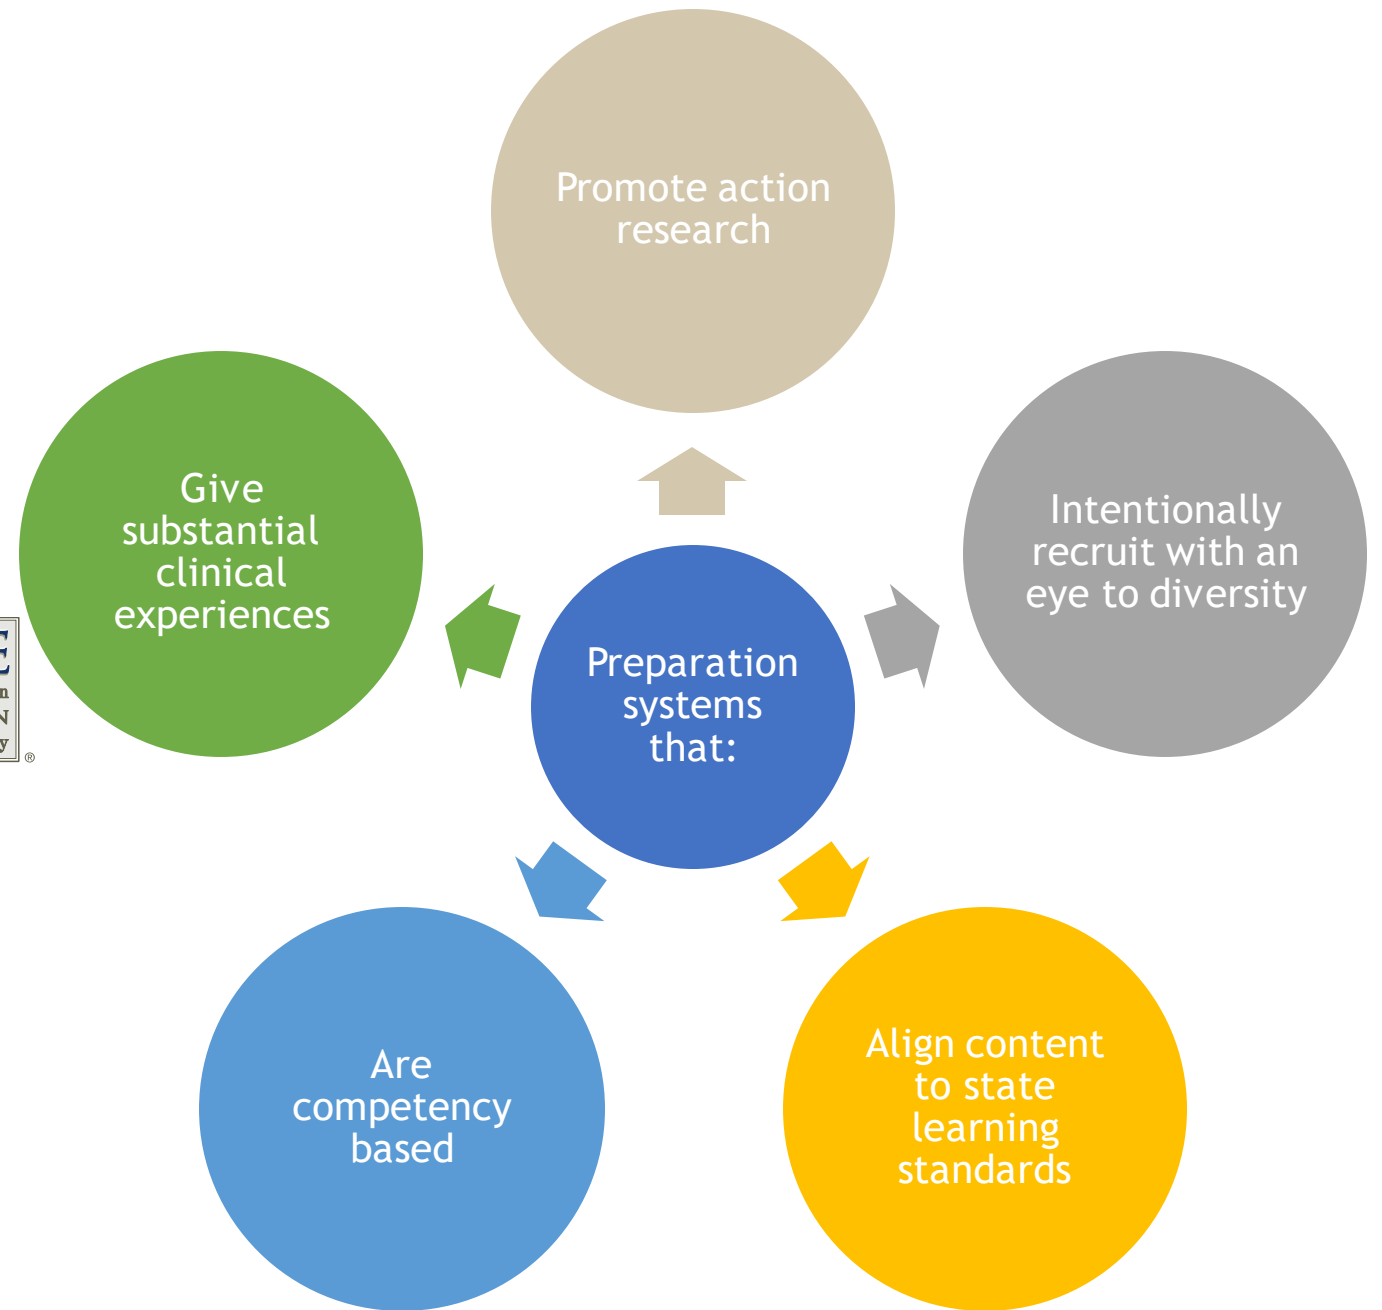 Promote action
research
Intentionally
recruit with an
eye to diversity
Align content
to state
learning
standards
Are
competency
based
Give
substantial
clinical
experiences
Preparation
systems
that:
®